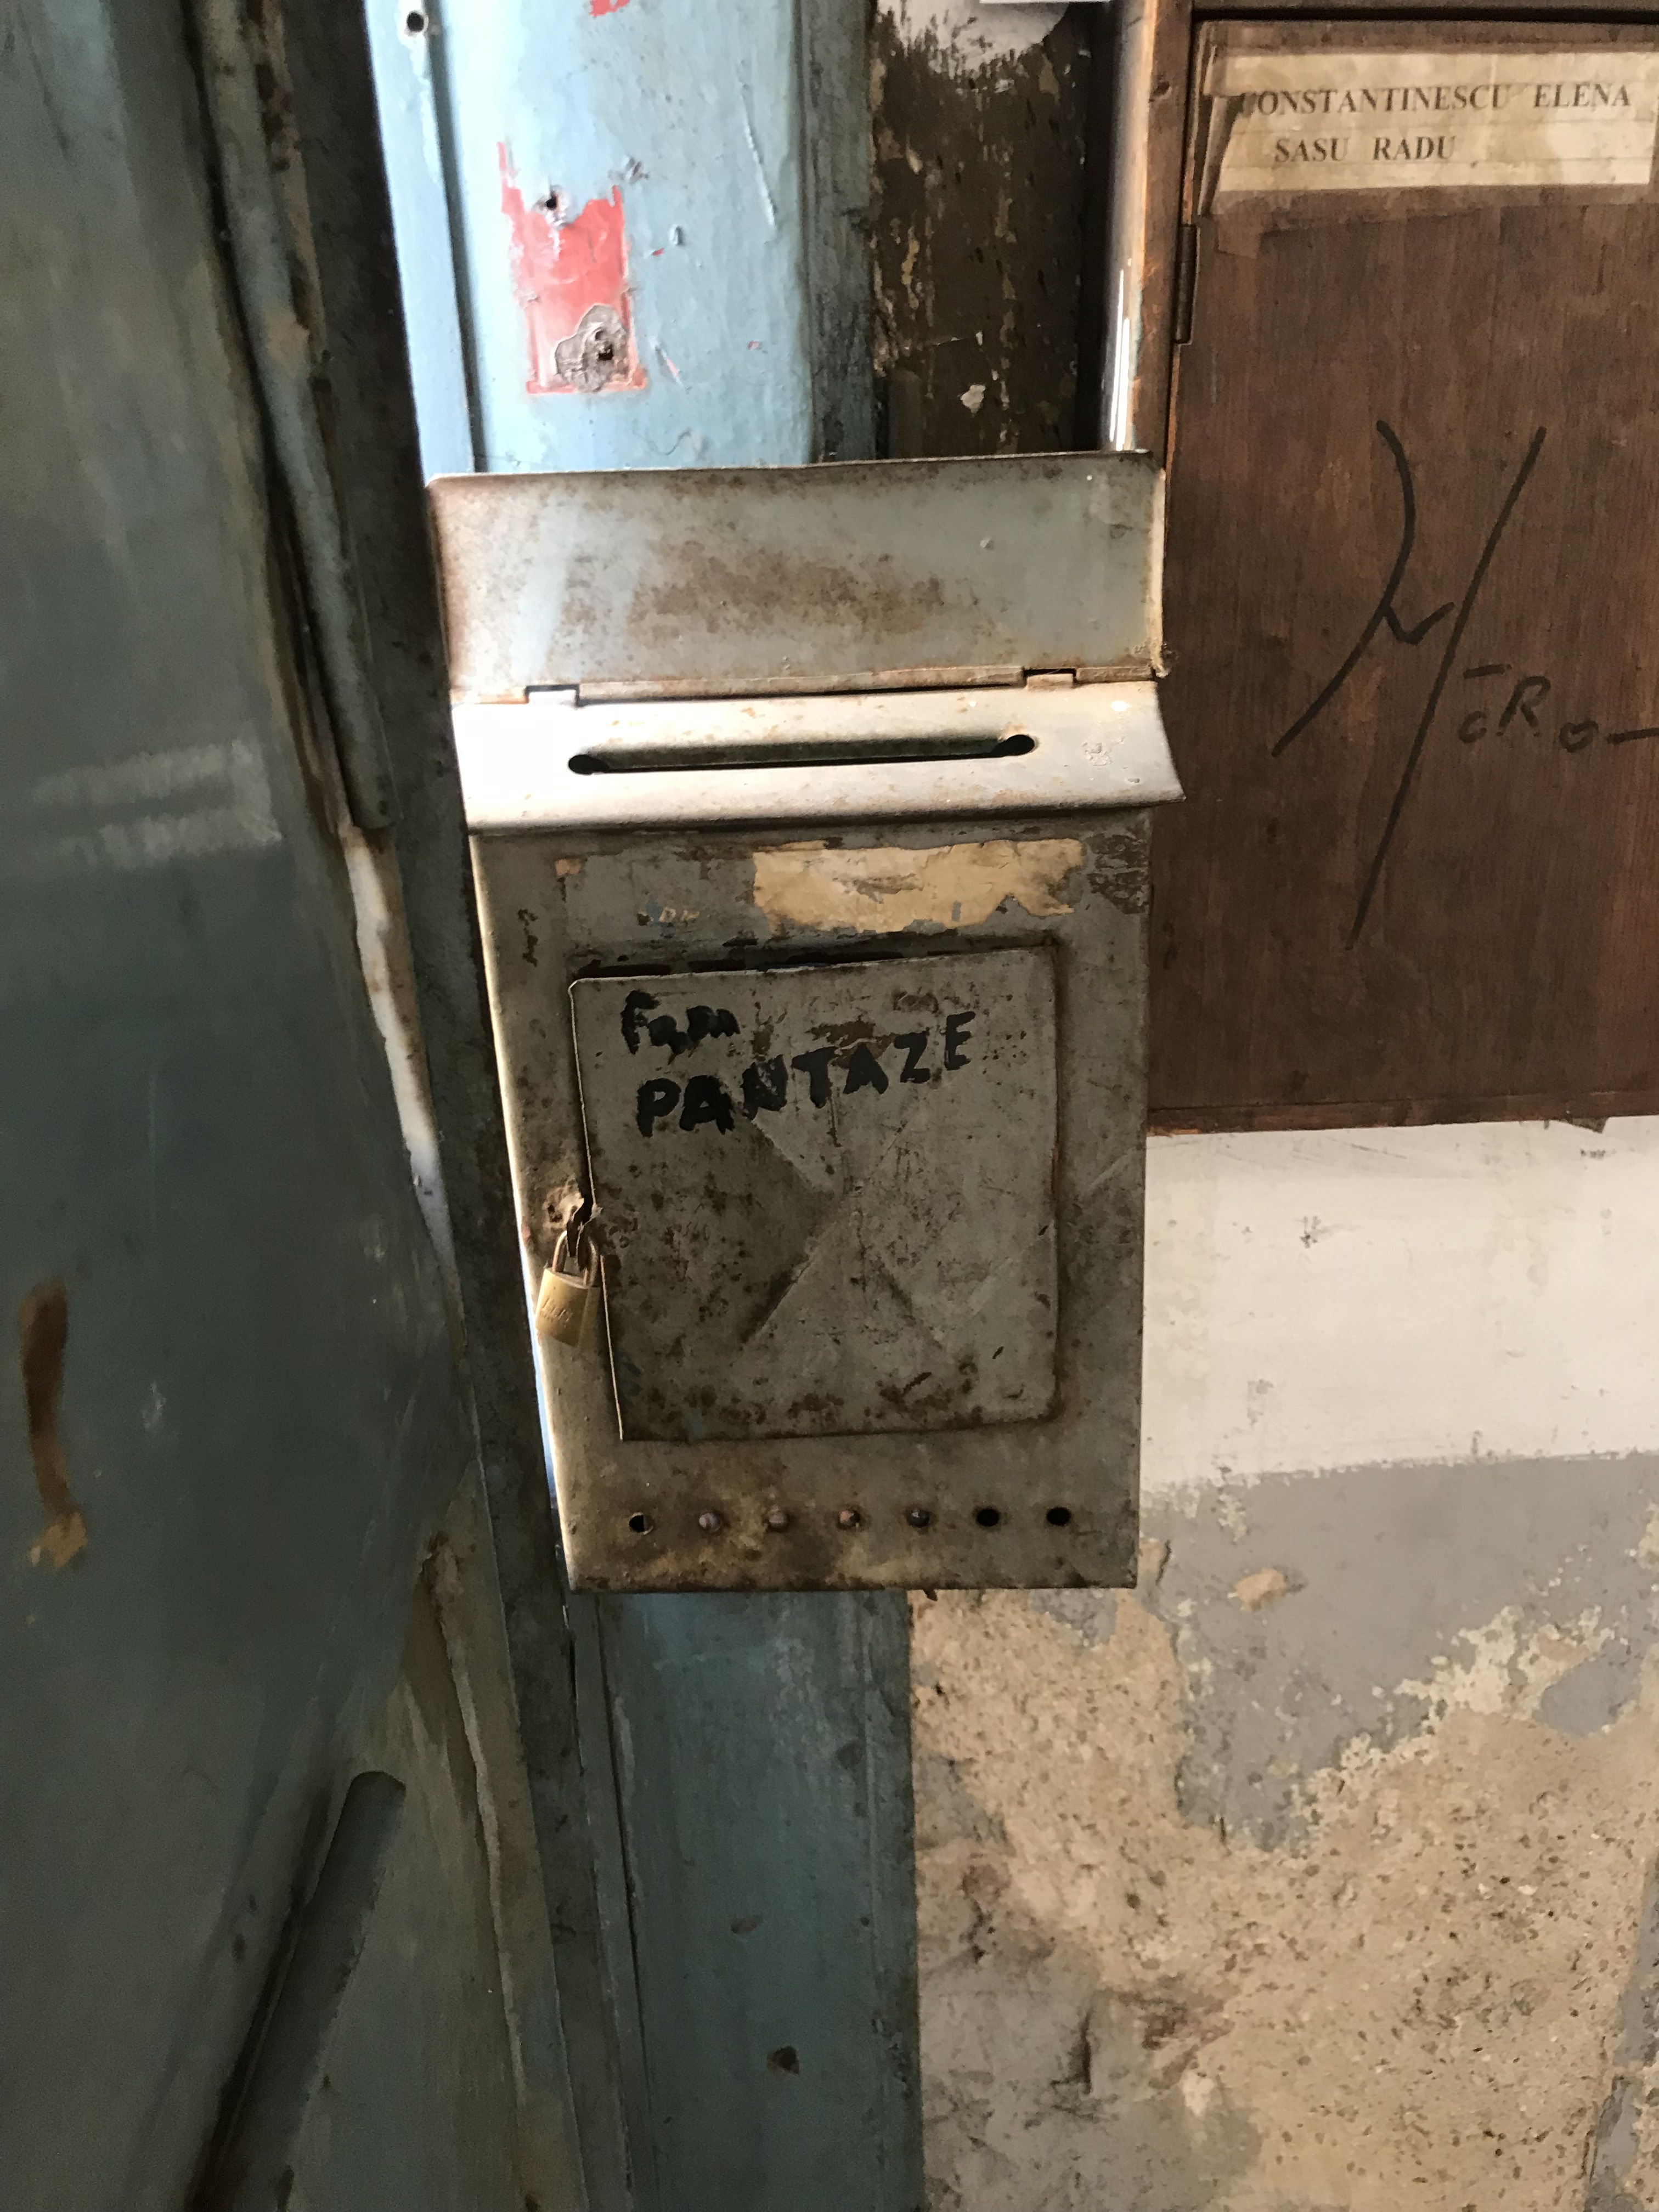 CONSTANTINESCU ELENA
SASU RADU
Fam
PANTAZE